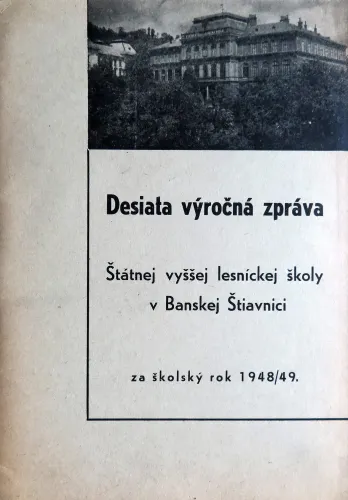 Desiata výročná zpráva
Štátnej vyššej lesníckej školy
v Banskej Štiavnici
za školský rok 1948/49.